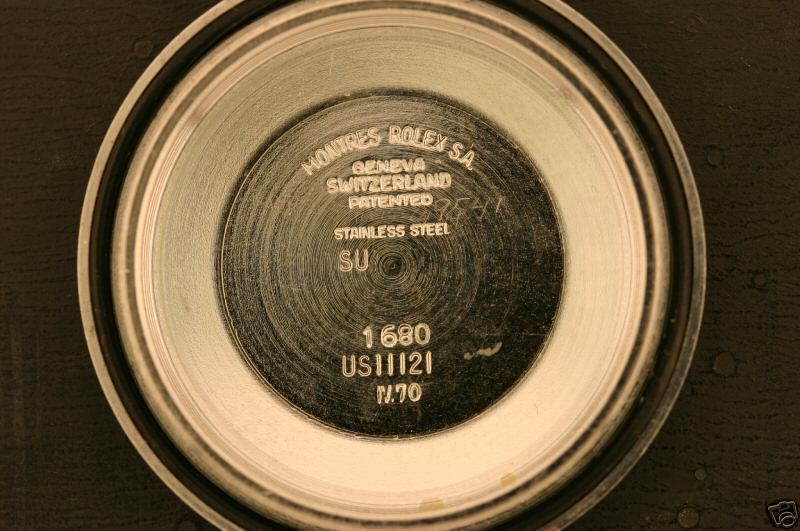 MONTRES ROLEX S.A.
GENEVA
SWITZERLAND
PATENTED
STAINLESS STEEL
SU
1680
US11121
IV.70